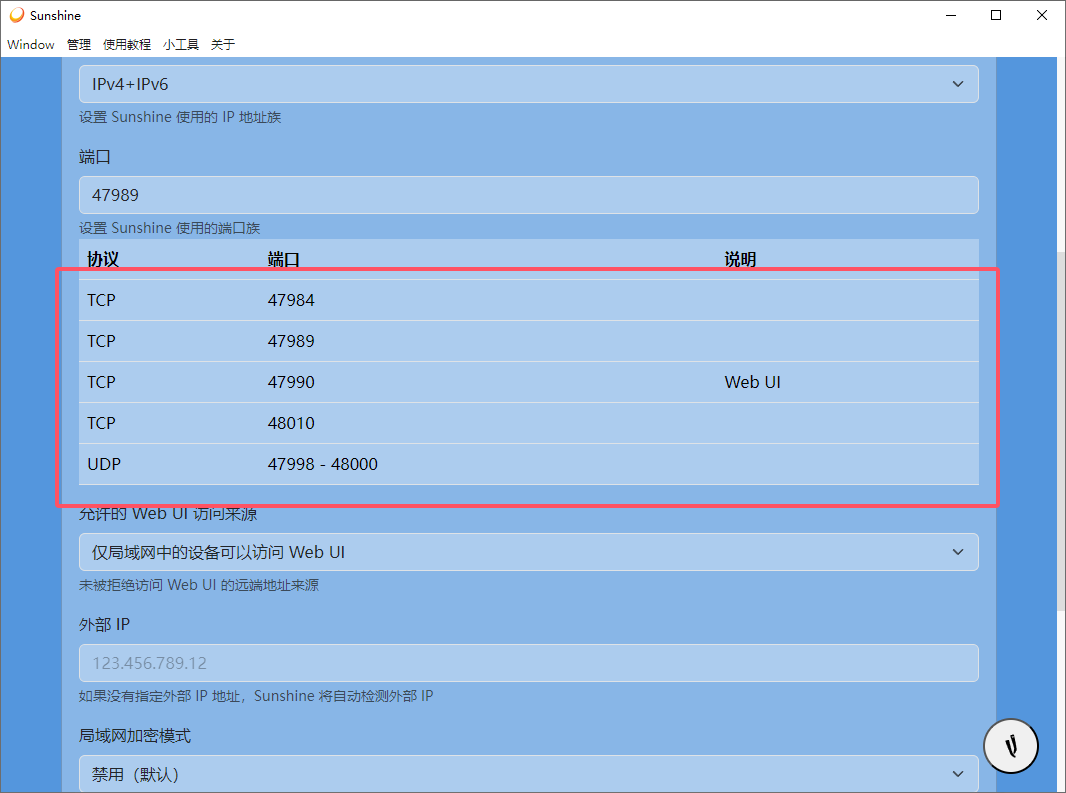 Sunshine
Window 管理 使用教程 小工具 关于
IPv4+IPv6
设置 Sunshine 使用的 IP 地址族
端口
47989
设置 Sunshine 使用的端口族
协议 端口 说明
TCP 47984
TCP 47989
TCP 47990 Web UI
TCP 48010
UDP 47998 - 48000
允许的 Web UI 访问来源
仅局域网中的设备可以访问 Web UI
未被拒绝访问 Web UI 的远端地址来源
外部 IP
123.456.789.12
如果没有指定外部 IP 地址，Sunshine 将自动检测外部 IP
局域网加密模式
禁用（默认）